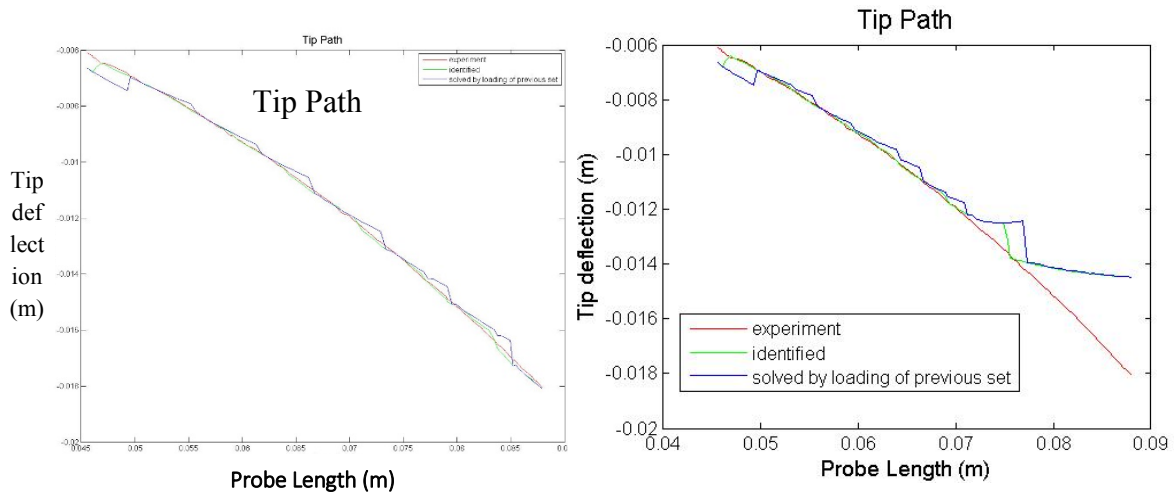 Tip Path
-0.006
-0.008
-0.01
-0.012
-0.014
-0.016
-0.018
-0.02
experiment
identified
solved by loading of previous set
Tip Path
Tip
def
lect
ion
(m)
0.045
0.05
0.055
0.06
0.065
0.07
0.075
0.08
0.085
Probe Length (m)
Tip Path
-0.006
-0.008
-0.01
-0.012
-0.014
-0.016
-0.018
-0.02
Tip deflection (m)
experiment
identified
solved by loading of previous set
0.04
0.05
0.06
0.07
0.08
0.09
Probe Length (m)